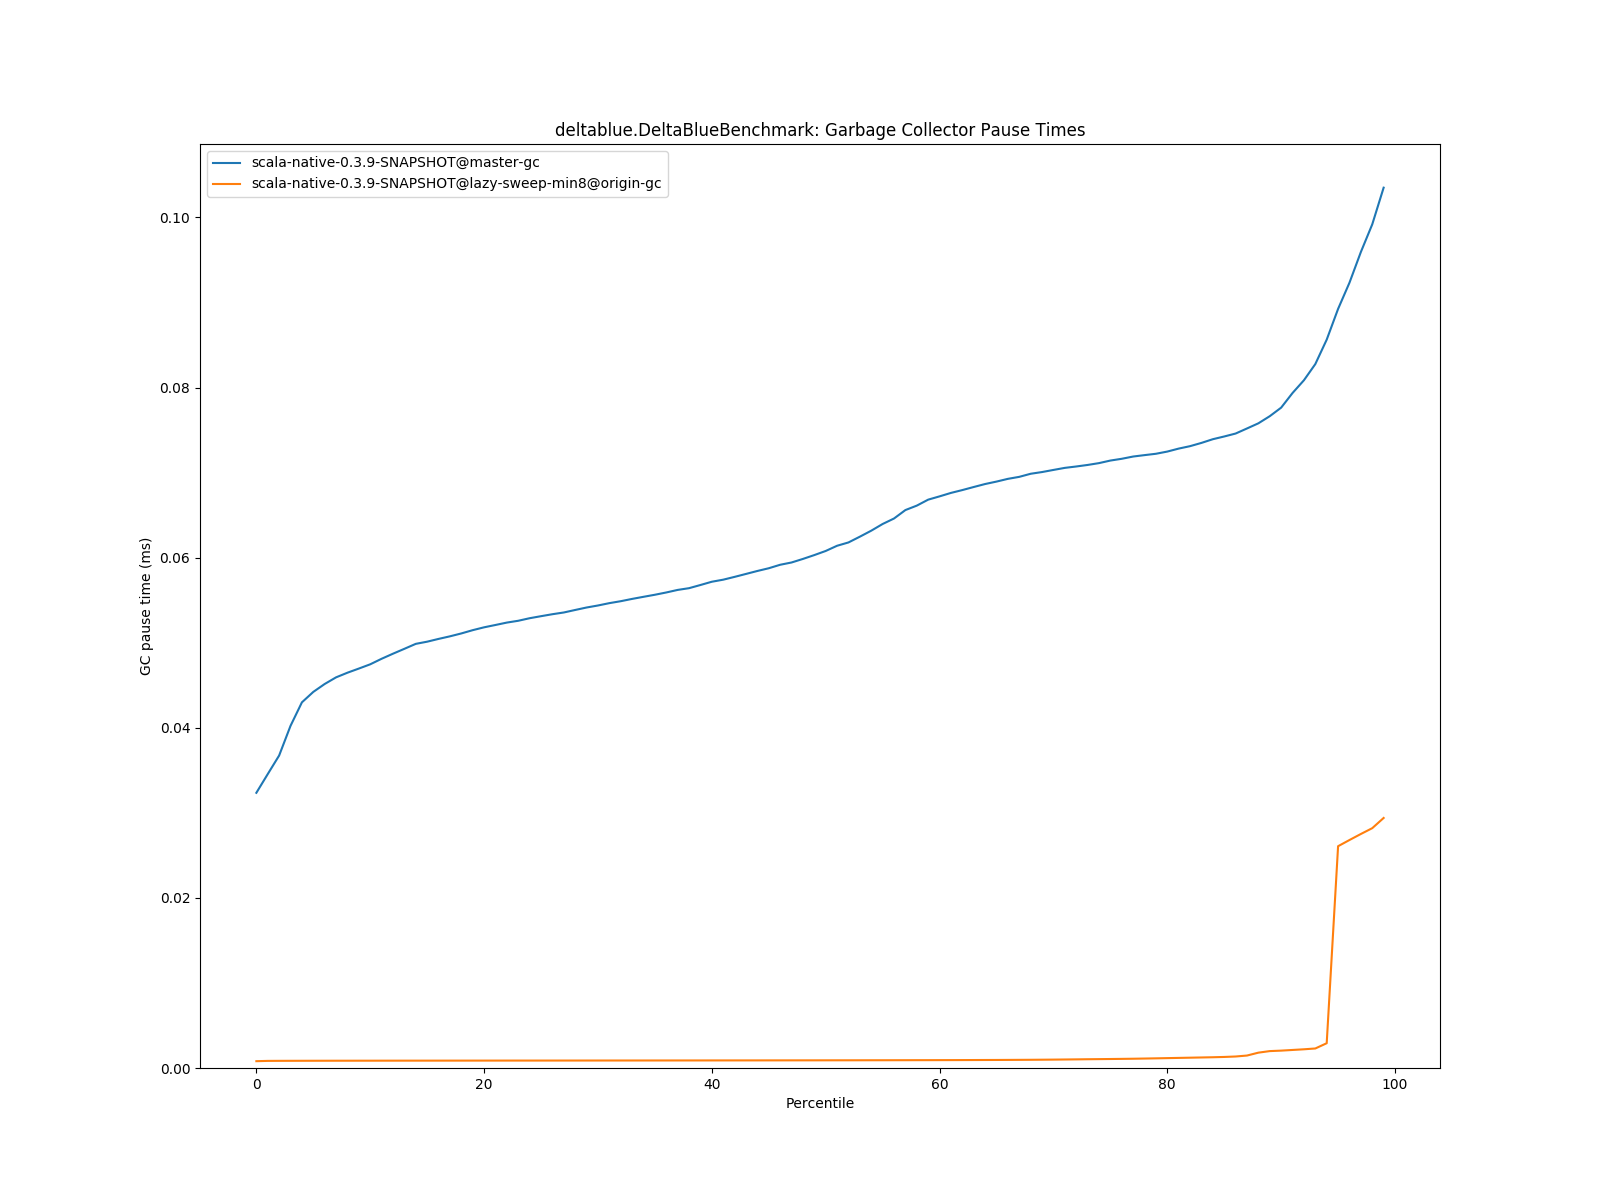 deltablue.DeltaBlueBenchmark: Garbage Collector Pause Times
scala-native-0.3.9-SNAPSHOT@master-gc
scala-native-0.3.9-SNAPSHOT@lazy-sweep-min8@origin-gc
GC pause time (ms)
0.10
0.08
0.06
0.04
0.02
0.00
0 20 40 60 80 100
Percentile